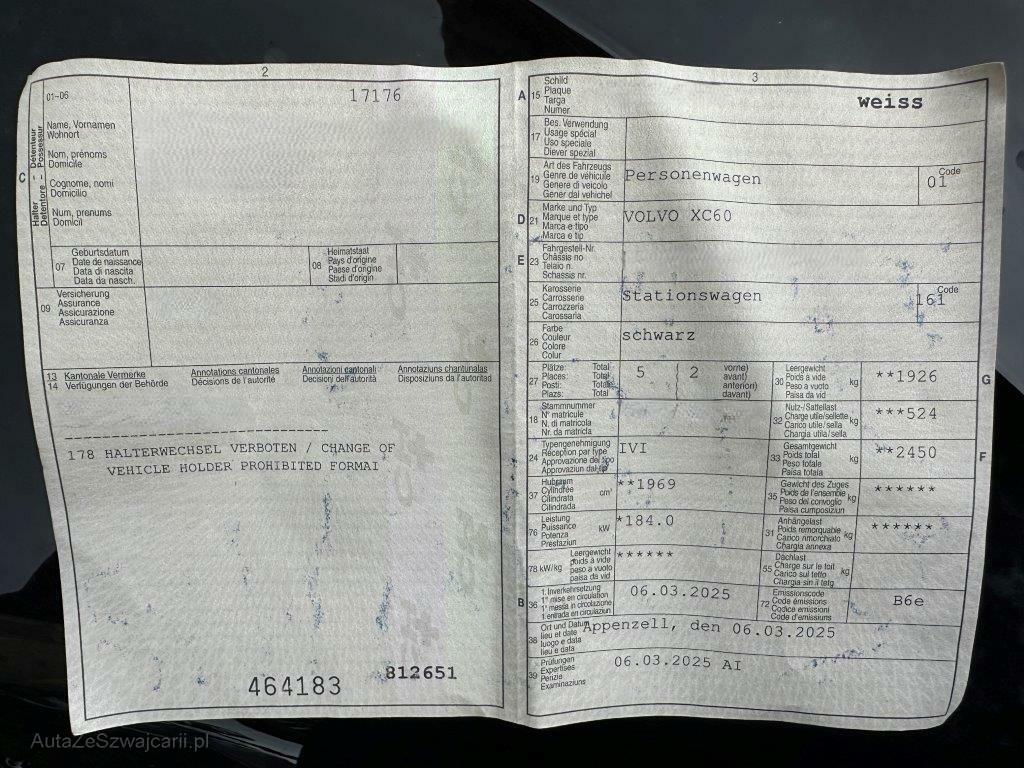 2
01-06
17176
Name, Vornamen
Wohnort
Nom, prénoms
Domicile
Cognome, nomi
Domicilio
Num, prenums
Domicil
C
Halter – Détenteur
Detentore – Possessur
07
Geburtsdatum
Date de naissance
Data di nascita
Data da nasch.
08
Heimatstaat
Pays d'origine
Paese d'origine
Stadi d'origin
09
Versicherung
Assurance
Assicurazione
Assicuranza
13 Kantonale Vermerke
14 Verfügungen der Behörde
Annotations cantonales
Décisions de l'autorité
Annotazioni cantonali
Decisioni dell'autorità
Annotaziuns chantunalas
Disposiziuns da l'autoritad
178 HALTERWECHSEL VERBOTEN / CHANGE OF
VEHICLE HOLDER PROHIBITED FORMAI
464183
812651
3
A 15
Schild
Plaque
Targa
Numer
weiss
17
Bes. Verwendung
Usage spécial
Uso speciale
Diever spezial
19
Art des Fahrzeugs
Genre de véhicule
Genere di veicolo
Gener dal vehichel
Personenwagen
Code
01
D 21
Marke und Typ
Marque et type
Marca e tipo
Marca e tip
VOLVO XC60
E 23
Fahrgestell-Nr.
Châssis no
Telaio n.
Schassis nr.
25
Karosserie
Carrosserie
Carrozzeria
Carossaria
Stationswagen
Code
161
26
Farbe
Couleur
Colore
Colur
schwarz
27
Plätze: Total
Places: Total
Posti: Totale
Plazs: Total
5
2
vorne)
avant)
anteriori)
davant)
30
Leergewicht
Poids à vide
Peso a vuoto
Paisa da vid
kg
**1926
G
18
Stammnummer
N° matricule
N. di matricola
Nr. da matricla
32
Nutz-/Sattellast
Charge utile/sellette
Carico utile/sella
Chargia utila/sella
kg
***524
24
Typengenehmigung
Réception par type
Approvazione del tipo
Approvaziun dal tip
IVI
33
Gesamtgewicht
Poids total
Peso totale
Paisa totala
kg
**2450
F
37
Hubraum
Cylindrée
Cilindrata
Cilindrada
cm³
**1969
35
Gewicht des Zuges
Poids de l'ensemble
Peso del convoglio
Paisa cumposiziun
kg
******
76
Leistung
Puissance
Potenza
Prestaziun
kW
*184.0
31
Anhängelast
Poids remorquable
Carico rimorchiato
Chargia annexa
kg
******
78 kW/kg
Leergewicht
poids à vide
peso a vuoto
paisa da vid
******
55
Dachlast
Charge sur le toit
Carico sul tetto
Chargia sin il tetg
kg
B 36
1. Inverkehrsetzung
1re mise en circulation
1a messa in circolazione
1 entrada en circulaziun
06.03.2025
72
Emissionscode
Code émissions
Codice emissioni
Code d'emissiuns
B6e
38
Ort und Datum
lieu et date
luogo e data
lieu e data
Appenzell, den 06.03.2025
39
Prüfungen
Expertises
Perizie
Examinaziuns
06.03.2025 AI
AutaZeSzwajcarii.pl